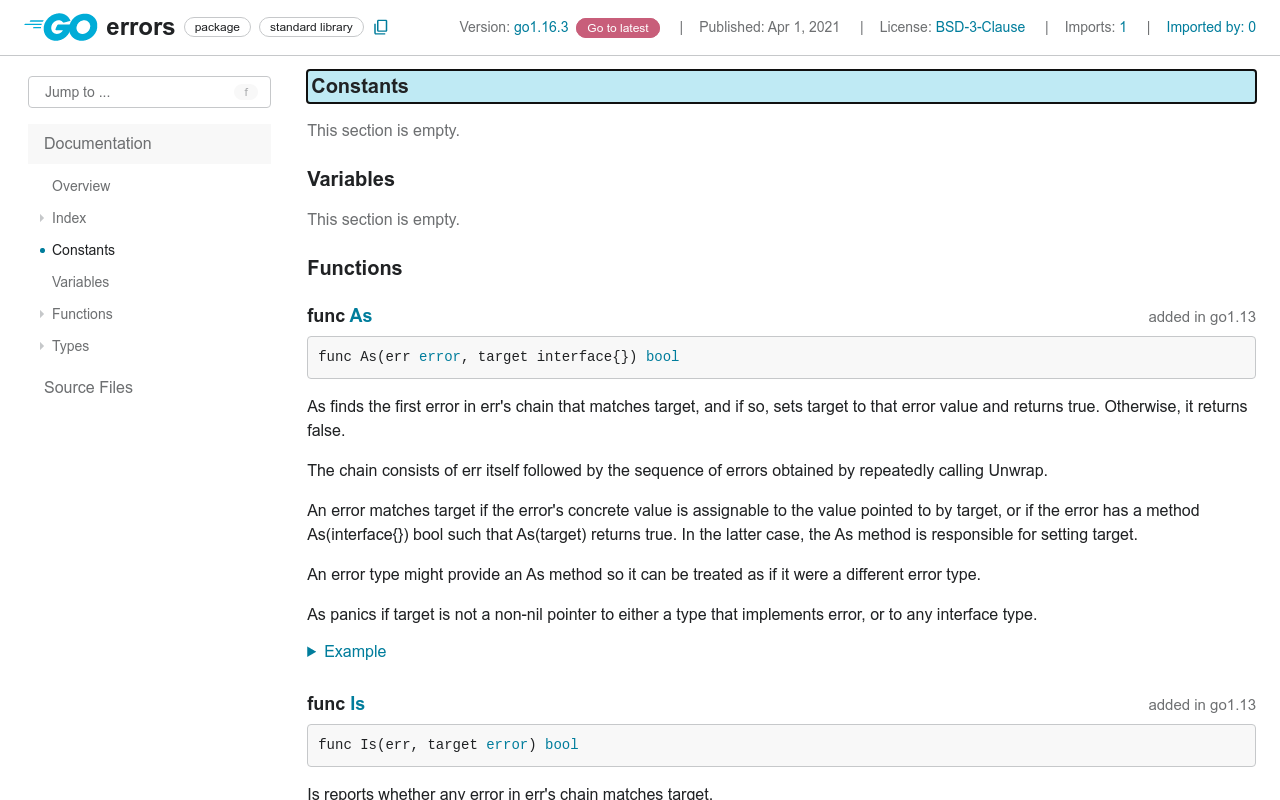 GO errors package standard library Version: go1.16.3 Go to latest | Published: Apr 1, 2021 | License: BSD-3-Clause | Imports: 1 | Imported by: 0
Jump to ... f
Documentation
Overview
Index
Constants
Variables
Functions
Types
Source Files
Constants
This section is empty.
Variables
This section is empty.
Functions
func As added in go1.13
func As(err error, target interface{}) bool
As finds the first error in err's chain that matches target, and if so, sets target to that error value and returns true. Otherwise, it returns
false.
The chain consists of err itself followed by the sequence of errors obtained by repeatedly calling Unwrap.
An error matches target if the error's concrete value is assignable to the value pointed to by target, or if the error has a method
As(interface{}) bool such that As(target) returns true. In the latter case, the As method is responsible for setting target.
An error type might provide an As method so it can be treated as if it were a different error type.
As panics if target is not a non-nil pointer to either a type that implements error, or to any interface type.
Example
func Is added in go1.13
func Is(err, target error) bool
Is reports whether any error in err's chain matches target.